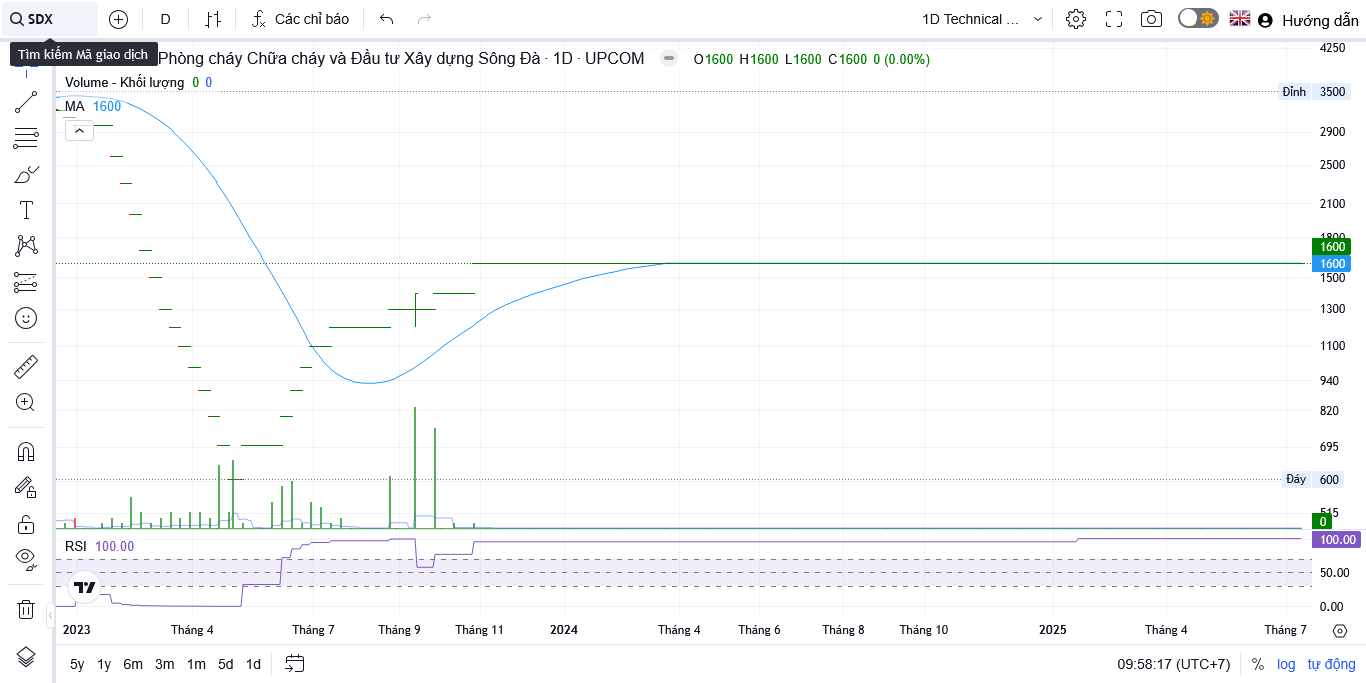 SDX
D
Các chỉ báo
1D Technical ...
Hướng dẫn
Tìm kiếm Mã giao dịch
Phòng cháy Chữa cháy và Đầu tư Xây dựng Sông Đà · 1D · UPCOM
O1600 H1600 L1600 C1600 0 (0.00%)
Volume - Khối lượng 0 0
MA 1600
4250
Đỉnh 3500
2900
2500
2100
1800
1600
1600
1500
1300
1100
940
820
695
Đáy 600
515
0
RSI 100.00
100.00
50.00
0.00
2023 Tháng 4 Tháng 7 Tháng 9 Tháng 11 2024 Tháng 4 Tháng 6 Tháng 8 Tháng 10 2025 Tháng 4 Tháng 7
5y 1y 6m 3m 1m 5d 1d
09:58:17 (UTC+7) % log tự động